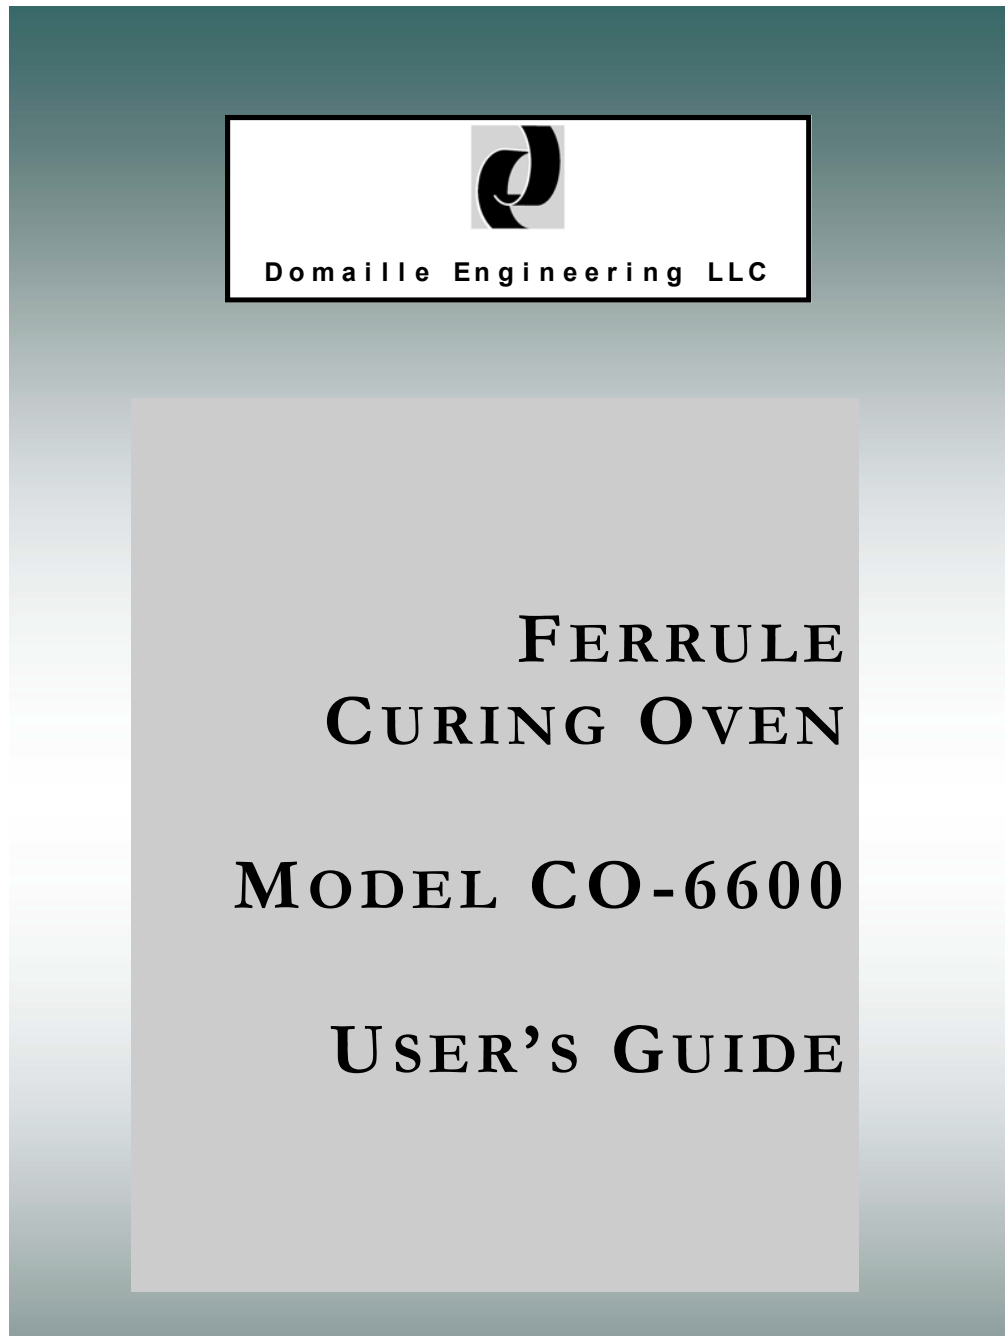 Domaille Engineering LLC
FERRULE
CURING OVEN
MODEL CO-6600
USER’S GUIDE